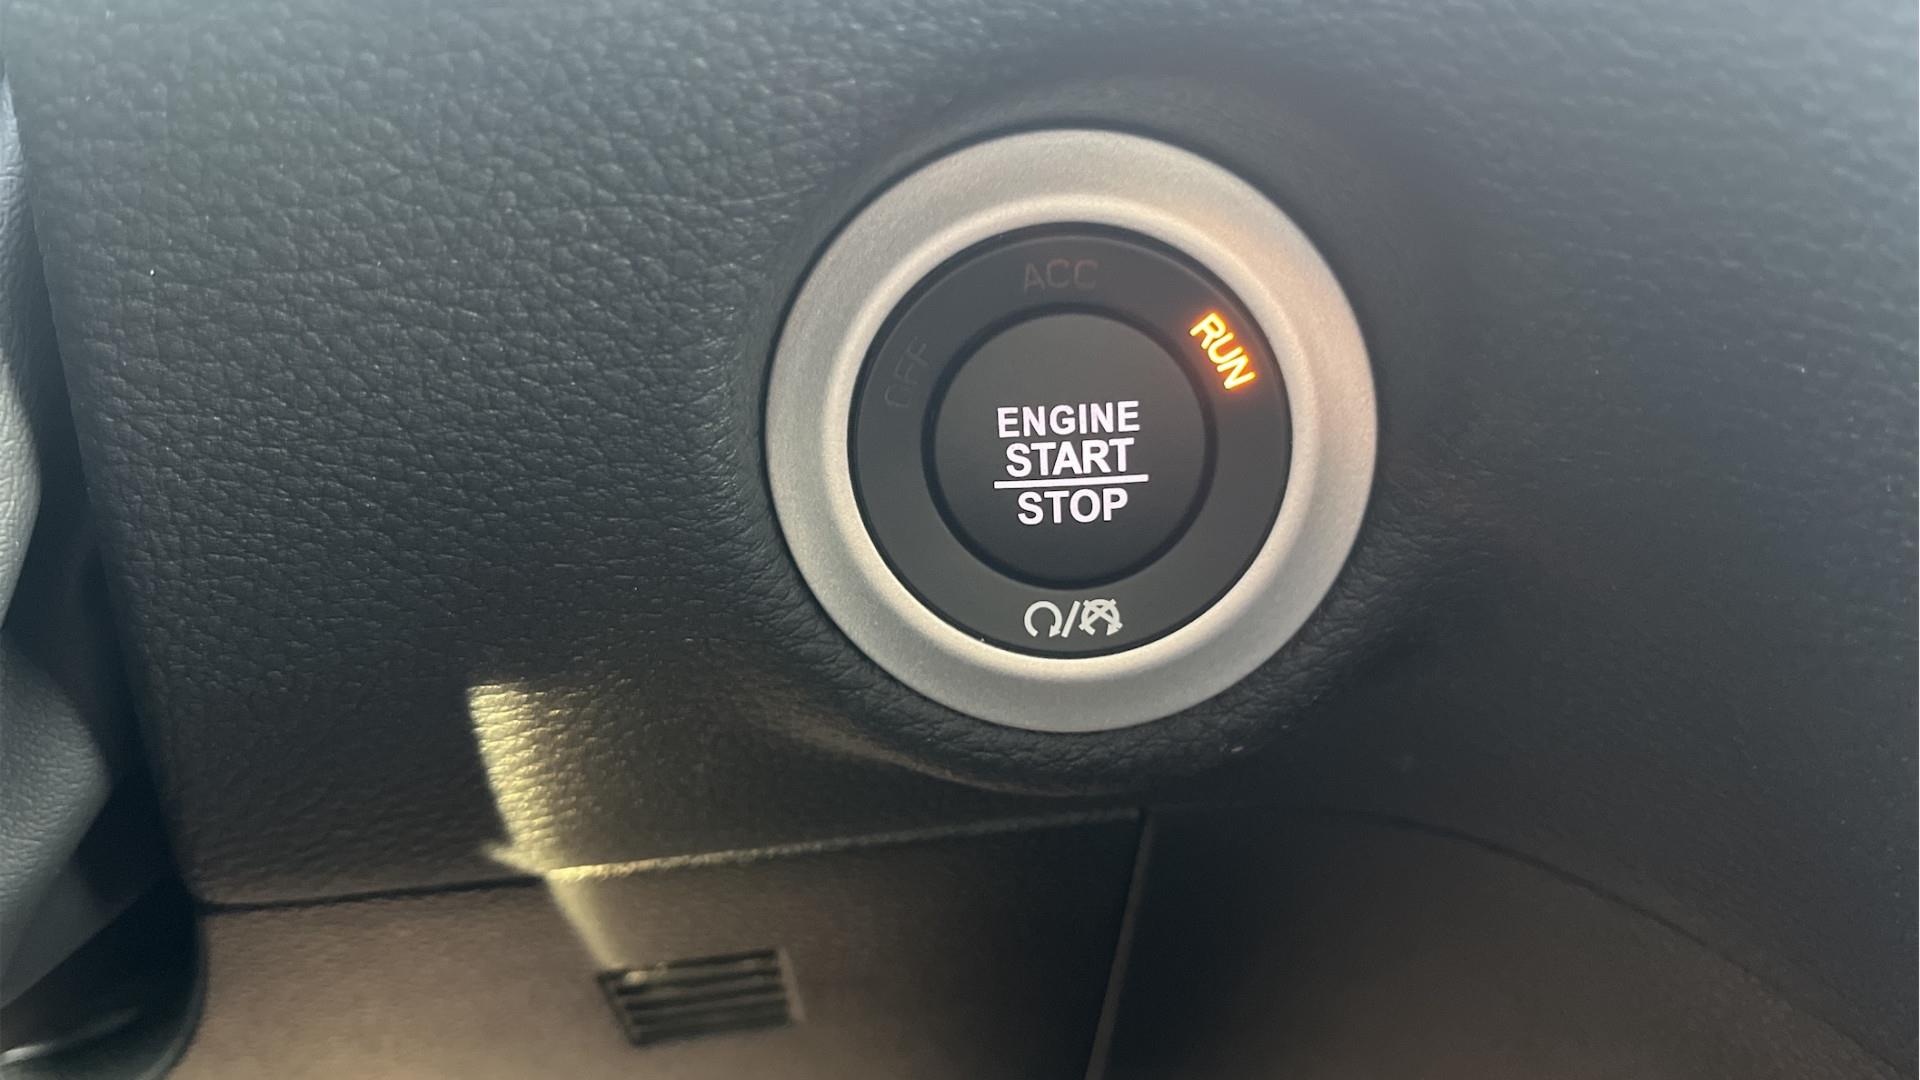 ACC
OFF
RUN
ENGINE
START
STOP